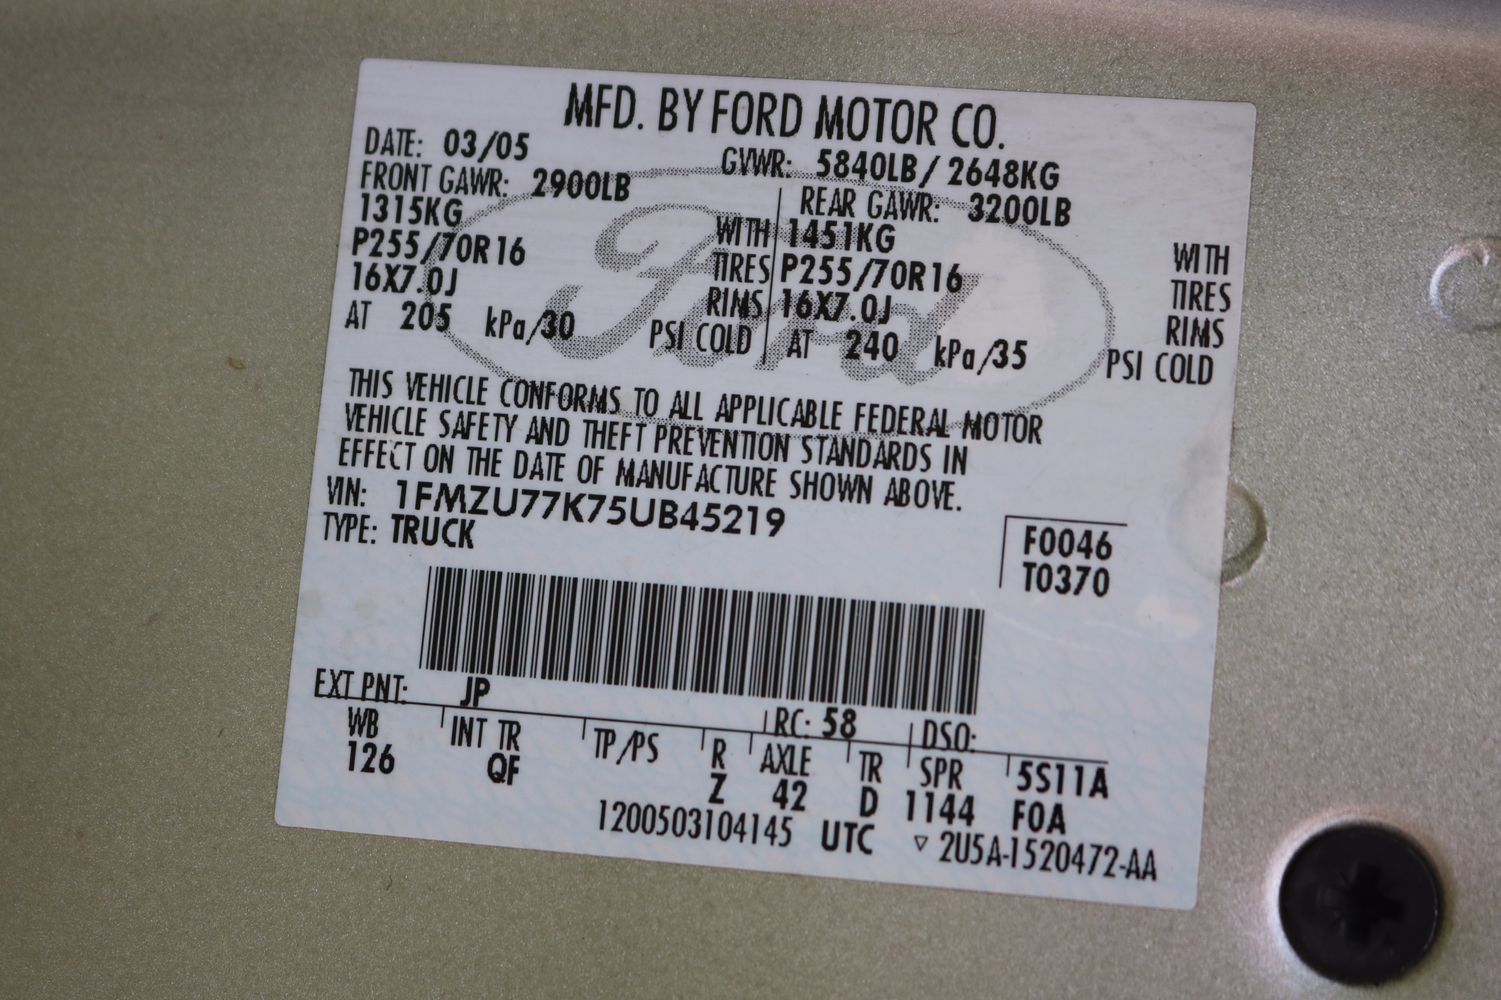 MFD. BY FORD MOTOR CO.
DATE: 03/05 GVWR: 5840LB / 2648KG
FRONT GAWR: 2900LB REAR GAWR: 3200LB
1315KG WITH 1451KG WITH
P255/70R16 TIRES P255/70R16 TIRES
16X7.0J RIMS 16X7.0J RIMS
AT 205 kPa/30 PSI COLD AT 240 kPa/35 PSI COLD
Ford
THIS VEHICLE CONFORMS TO ALL APPLICABLE FEDERAL MOTOR
VEHICLE SAFETY AND THEFT PREVENTION STANDARDS IN
EFFECT ON THE DATE OF MANUFACTURE SHOWN ABOVE.
VIN: 1FMZU77K75UB45219
TYPE: TRUCK
F0046
T0370
EXT PNT: JP RC: 58 DSO:
WB INT TR TP/PS R AXLE TR SPR 5S11A
126 QF Z 42 D 1144 F0A
1200503104145 UTC ▽ 2U5A-1520472-AA